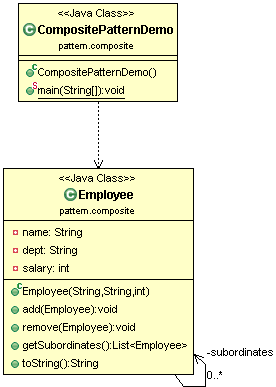 <<Java Class>>
CompositePatternDemo
pattern.composite
CompositePatternDemo()
main(String[]):void
<<Java Class>>
Employee
pattern.composite
name: String
dept: String
salary: int
Employee(String,String,int)
add(Employee):void
remove(Employee):void
getSubordinates():List<Employee>
toString():String
-subordinates
0..*